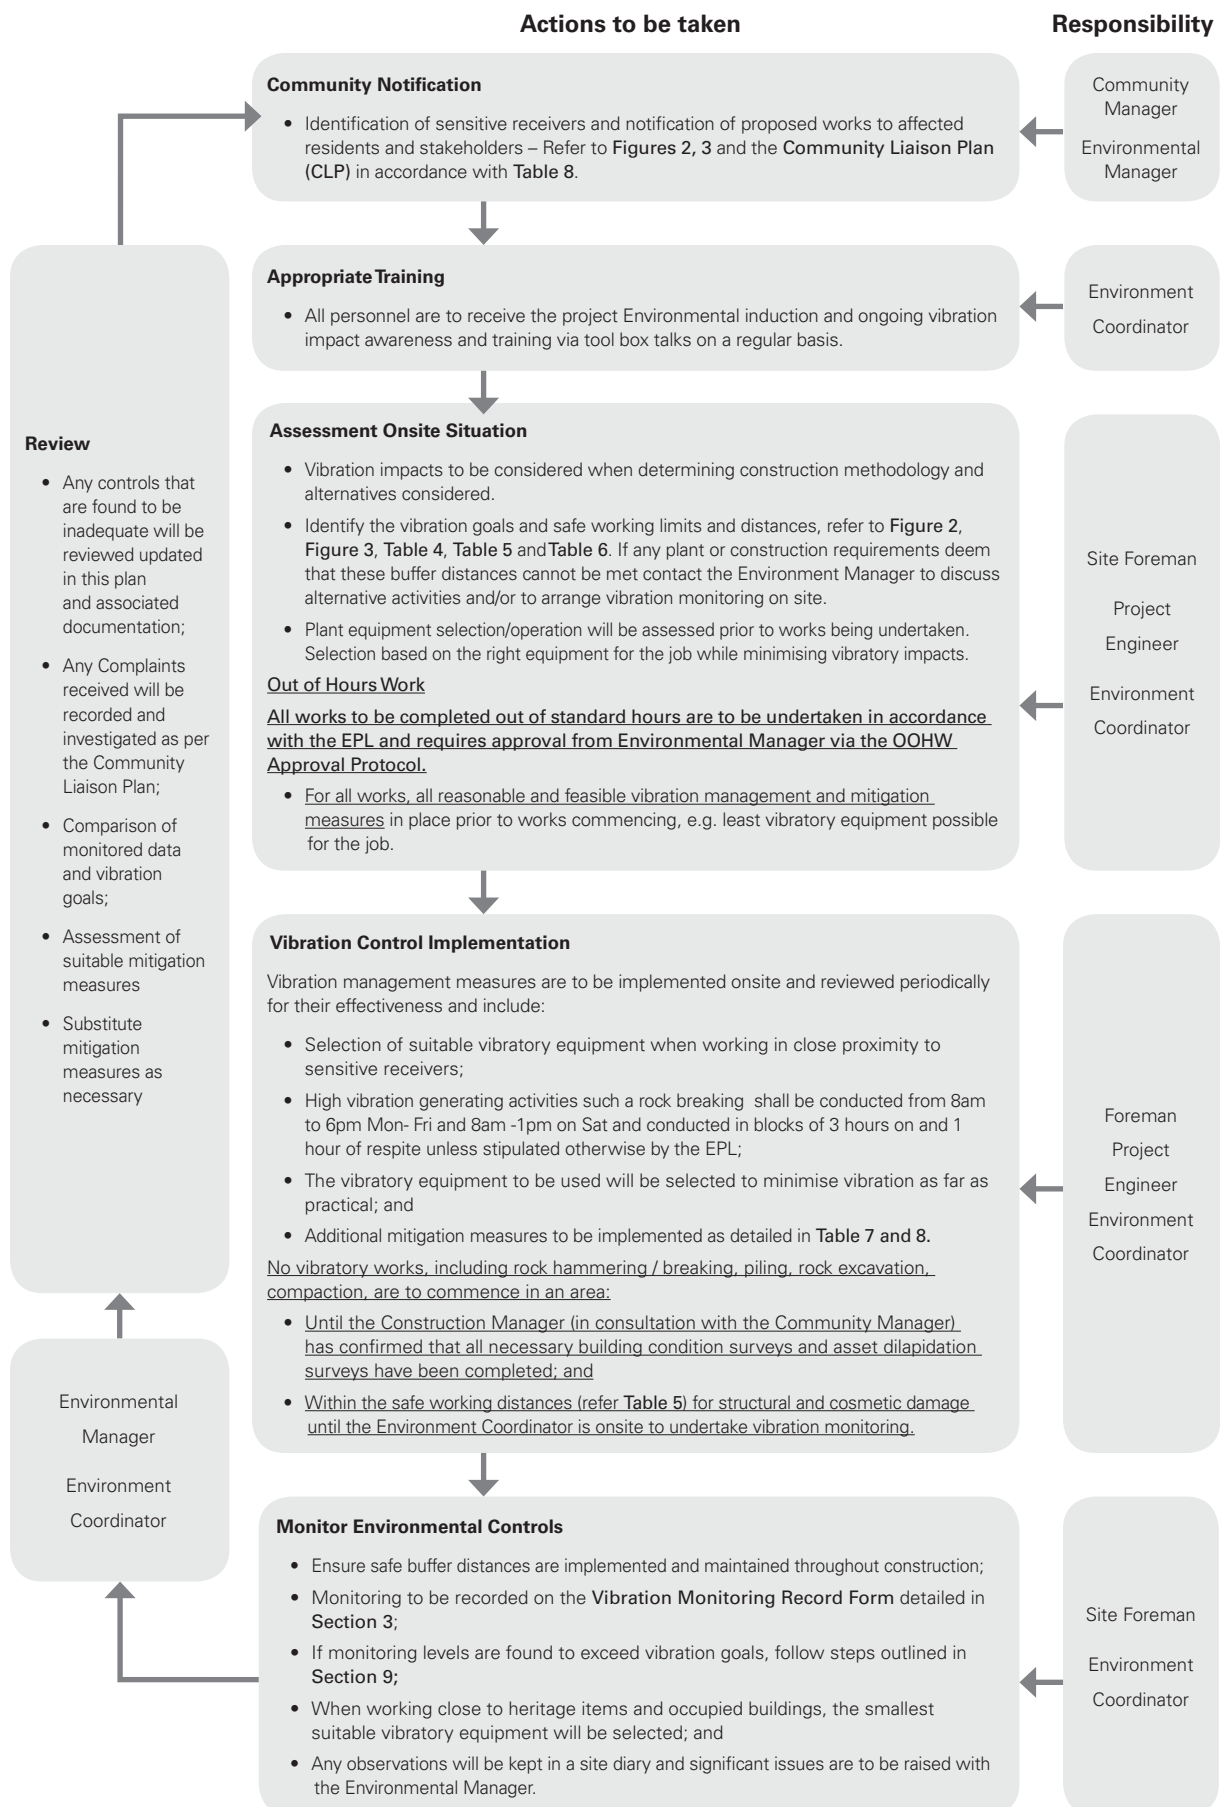 Actions to be taken
Responsibility
Community Notification
• Identification of sensitive receivers and notification of proposed works to affected
residents and stakeholders – Refer to Figures 2, 3 and the Community Liaison Plan
(CLP) in accordance with Table 8.
Community
Manager
Environmental
Manager
Appropriate Training
• All personnel are to receive the project Environmental induction and ongoing vibration
impact awareness and training via tool box talks on a regular basis.
Environment
Coordinator
Assessment Onsite Situation
• Vibration impacts to be considered when determining construction methodology and
alternatives considered.
• Identify the vibration goals and safe working limits and distances, refer to Figure 2,
Figure 3, Table 4, Table 5 and Table 6. If any plant or construction requirements deem
that these buffer distances cannot be met contact the Environment Manager to discuss
alternative activities and/or to arrange vibration monitoring on site.
• Plant equipment selection/operation will be assessed prior to works being undertaken.
Selection based on the right equipment for the job while minimising vibratory impacts.
Out of Hours Work
All works to be completed out of standard hours are to be undertaken in accordance
with the EPL and requires approval from Environmental Manager via the OOHW
Approval Protocol.
• For all works, all reasonable and feasible vibration management and mitigation
measures in place prior to works commencing, e.g. least vibratory equipment possible
for the job.
Site Foreman
Project
Engineer
Environment
Coordinator
Vibration Control Implementation
Vibration management measures are to be implemented onsite and reviewed periodically
for their effectiveness and include:
• Selection of suitable vibratory equipment when working in close proximity to
sensitive receivers;
• High vibration generating activities such a rock breaking shall be conducted from 8am
to 6pm Mon- Fri and 8am -1pm on Sat and conducted in blocks of 3 hours on and 1
hour of respite unless stipulated otherwise by the EPL;
• The vibratory equipment to be used will be selected to minimise vibration as far as
practical; and
• Additional mitigation measures to be implemented as detailed in Table 7 and 8.
No vibratory works, including rock hammering / breaking, piling, rock excavation,
compaction, are to commence in an area:
• Until the Construction Manager (in consultation with the Community Manager)
has confirmed that all necessary building condition surveys and asset dilapidation
surveys have been completed; and
• Within the safe working distances (refer Table 5) for structural and cosmetic damage
until the Environment Coordinator is onsite to undertake vibration monitoring.
Foreman
Project
Engineer
Environment
Coordinator
Monitor Environmental Controls
• Ensure safe buffer distances are implemented and maintained throughout construction;
• Monitoring to be recorded on the Vibration Monitoring Record Form detailed in
Section 3;
• If monitoring levels are found to exceed vibration goals, follow steps outlined in
Section 9;
• When working close to heritage items and occupied buildings, the smallest
suitable vibratory equipment will be selected; and
• Any observations will be kept in a site diary and significant issues are to be raised with
the Environmental Manager.
Site Foreman
Environment
Coordinator
Environmental
Manager
Environment
Coordinator
Review
• Any controls that
are found to be
inadequate will be
reviewed updated
in this plan
and associated
documentation;
• Any Complaints
received will be
recorded and
investigated as per
the Community
Liaison Plan;
• Comparison of
monitored data
and vibration
goals;
• Assessment of
suitable mitigation
measures
• Substitute
mitigation
measures as
necessary